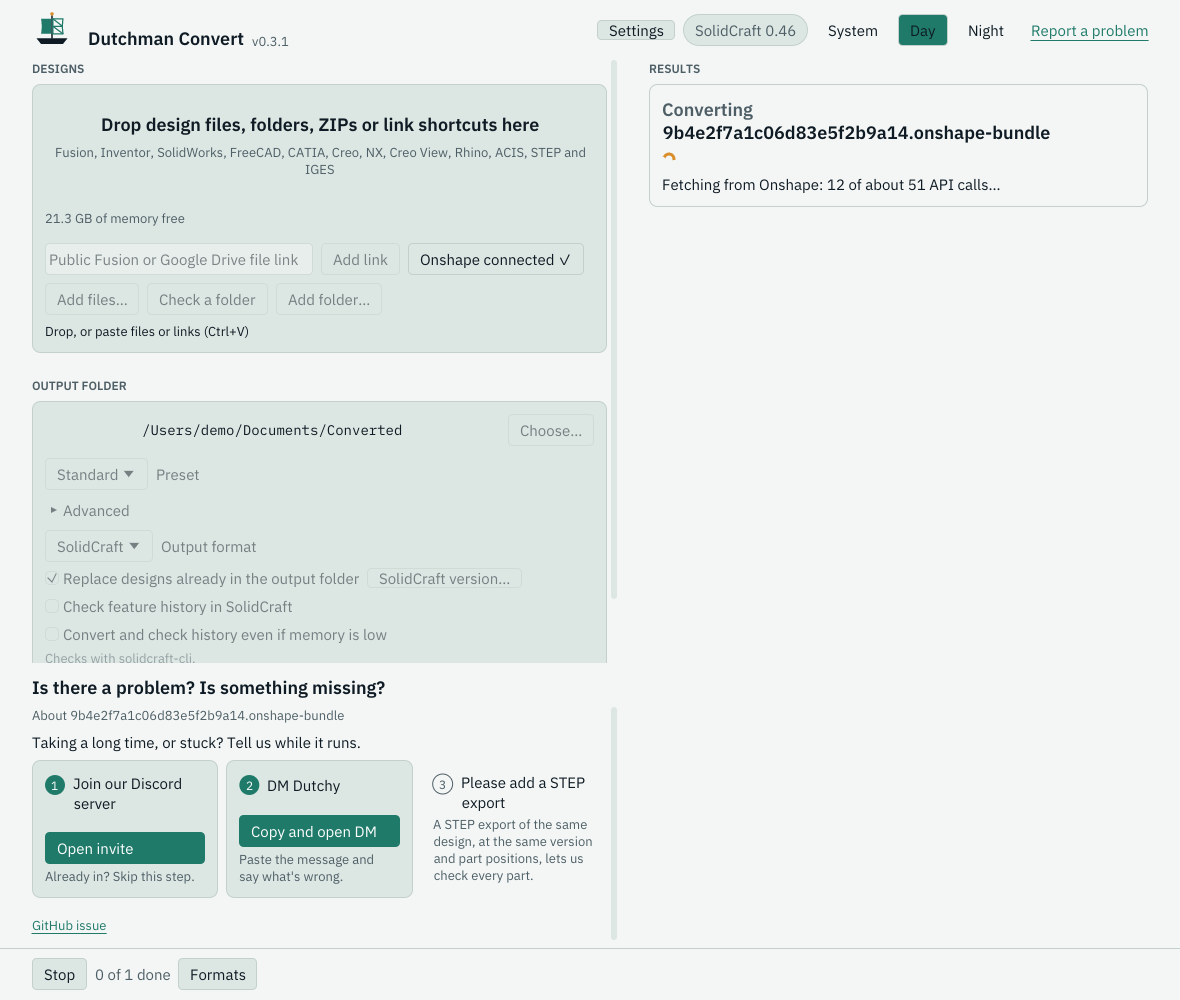 Dutchman Convert v0.3.1
Settings
SolidCraft 0.46
System
Day
Night
Report a problem
DESIGNS
Drop design files, folders, ZIPs or link shortcuts here
Fusion, Inventor, SolidWorks, FreeCAD, CATIA, Creo, NX, Creo View, Rhino, ACIS, STEP and
IGES
21.3 GB of memory free
Public Fusion or Google Drive file link
Add link
Onshape connected ✓
Add files...
Check a folder
Add folder...
Drop, or paste files or links (Ctrl+V)
OUTPUT FOLDER
/Users/demo/Documents/Converted
Choose...
Standard
Preset
Advanced
SolidCraft
Output format
Replace designs already in the output folder
SolidCraft version...
Check feature history in SolidCraft
Convert and check history even if memory is low
Checks with solidcraft-cli.
Is there a problem? Is something missing?
About 9b4e2f7a1c06d83e5f2b9a14.onshape-bundle
Taking a long time, or stuck? Tell us while it runs.
1 Join our Discord
server
Open invite
Already in? Skip this step.
2 DM Dutchy
Copy and open DM
Paste the message and
say what's wrong.
3 Please add a STEP
export
A STEP export of the same
design, at the same version
and part positions, lets us
check every part.
GitHub issue
RESULTS
Converting
9b4e2f7a1c06d83e5f2b9a14.onshape-bundle
Fetching from Onshape: 12 of about 51 API calls...
Stop
0 of 1 done
Formats